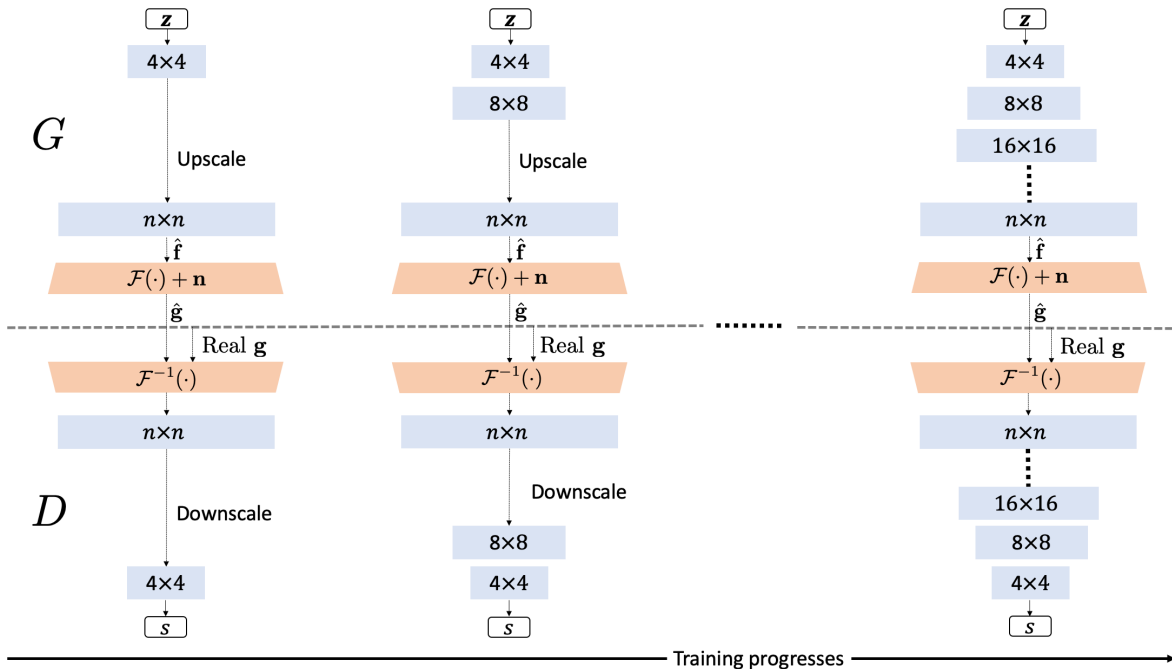 z z z
4×4 4×4 4×4
8×8 8×8
G 16×16
Upscale Upscale
n×n n×n n×n
f̂ f̂ f̂
ℱ(·) + n ℱ(·) + n ℱ(·) + n
ĝ ĝ ĝ
Real g Real g Real g
ℱ⁻¹(·) ℱ⁻¹(·) ℱ⁻¹(·)
n×n n×n n×n
Downscale
D Downscale 16×16
8×8 8×8
4×4 4×4 4×4
s s s
Training progresses